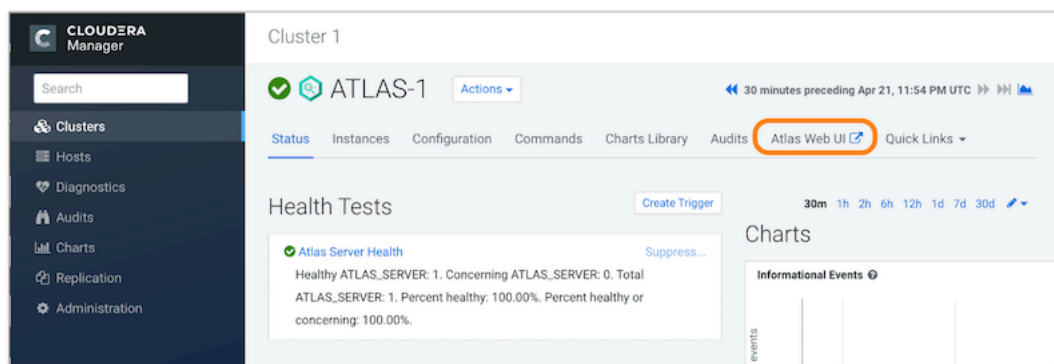 CLOUDERA
Manager
Search
Clusters
Hosts
Diagnostics
Audits
Charts
Replication
Administration
Cluster 1
ATLAS-1
Actions
30 minutes preceding Apr 21, 11:54 PM UTC
Status Instances Configuration Commands Charts Library Audits Atlas Web UI Quick Links
Health Tests
Create Trigger
Atlas Server Health
Suppress...
Healthy ATLAS_SERVER: 1. Concerning ATLAS_SERVER: 0. Total
ATLAS_SERVER: 1. Percent healthy: 100.00%. Percent healthy or
concerning: 100.00%.
30m 1h 2h 6h 12h 1d 7d 30d
Charts
Informational Events
events